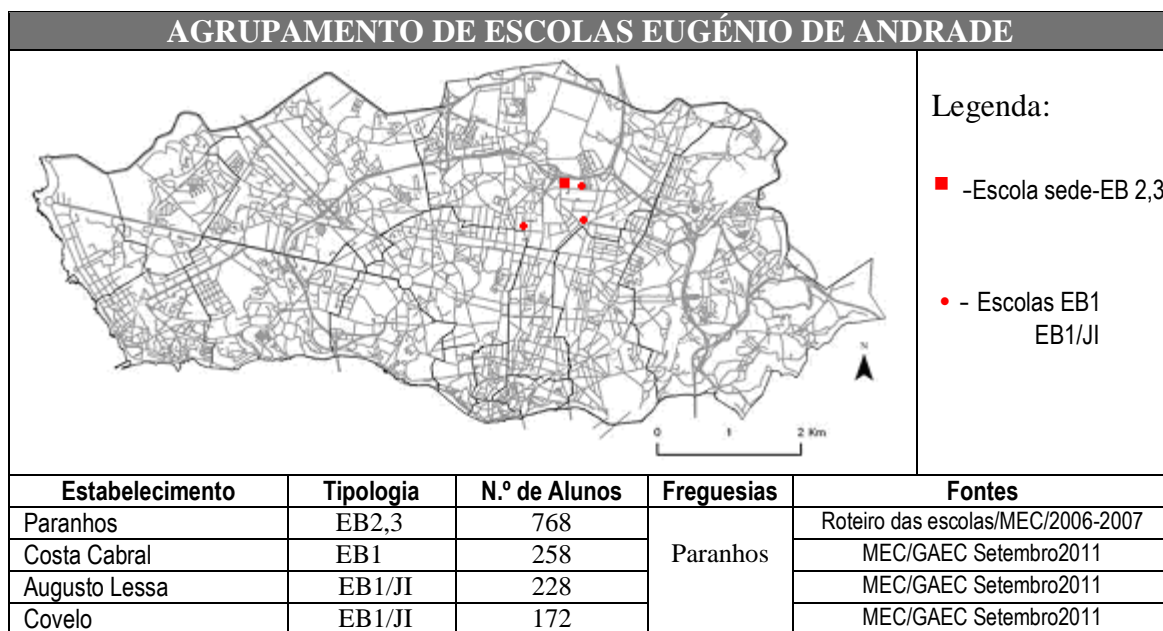 AGRUPAMENTO DE ESCOLAS EUGÉNIO DE ANDRADE
Legenda:
-Escola sede-EB 2,3
- Escolas EB1
EB1/JI
N
0 1 2 Km
Estabelecimento Tipologia N.º de Alunos Freguesias Fontes
Paranhos EB2,3 768 Paranhos Roteiro das escolas/MEC/2006-2007
Costa Cabral EB1 258 MEC/GAEC Setembro2011
Augusto Lessa EB1/JI 228 MEC/GAEC Setembro2011
Covelo EB1/JI 172 MEC/GAEC Setembro2011